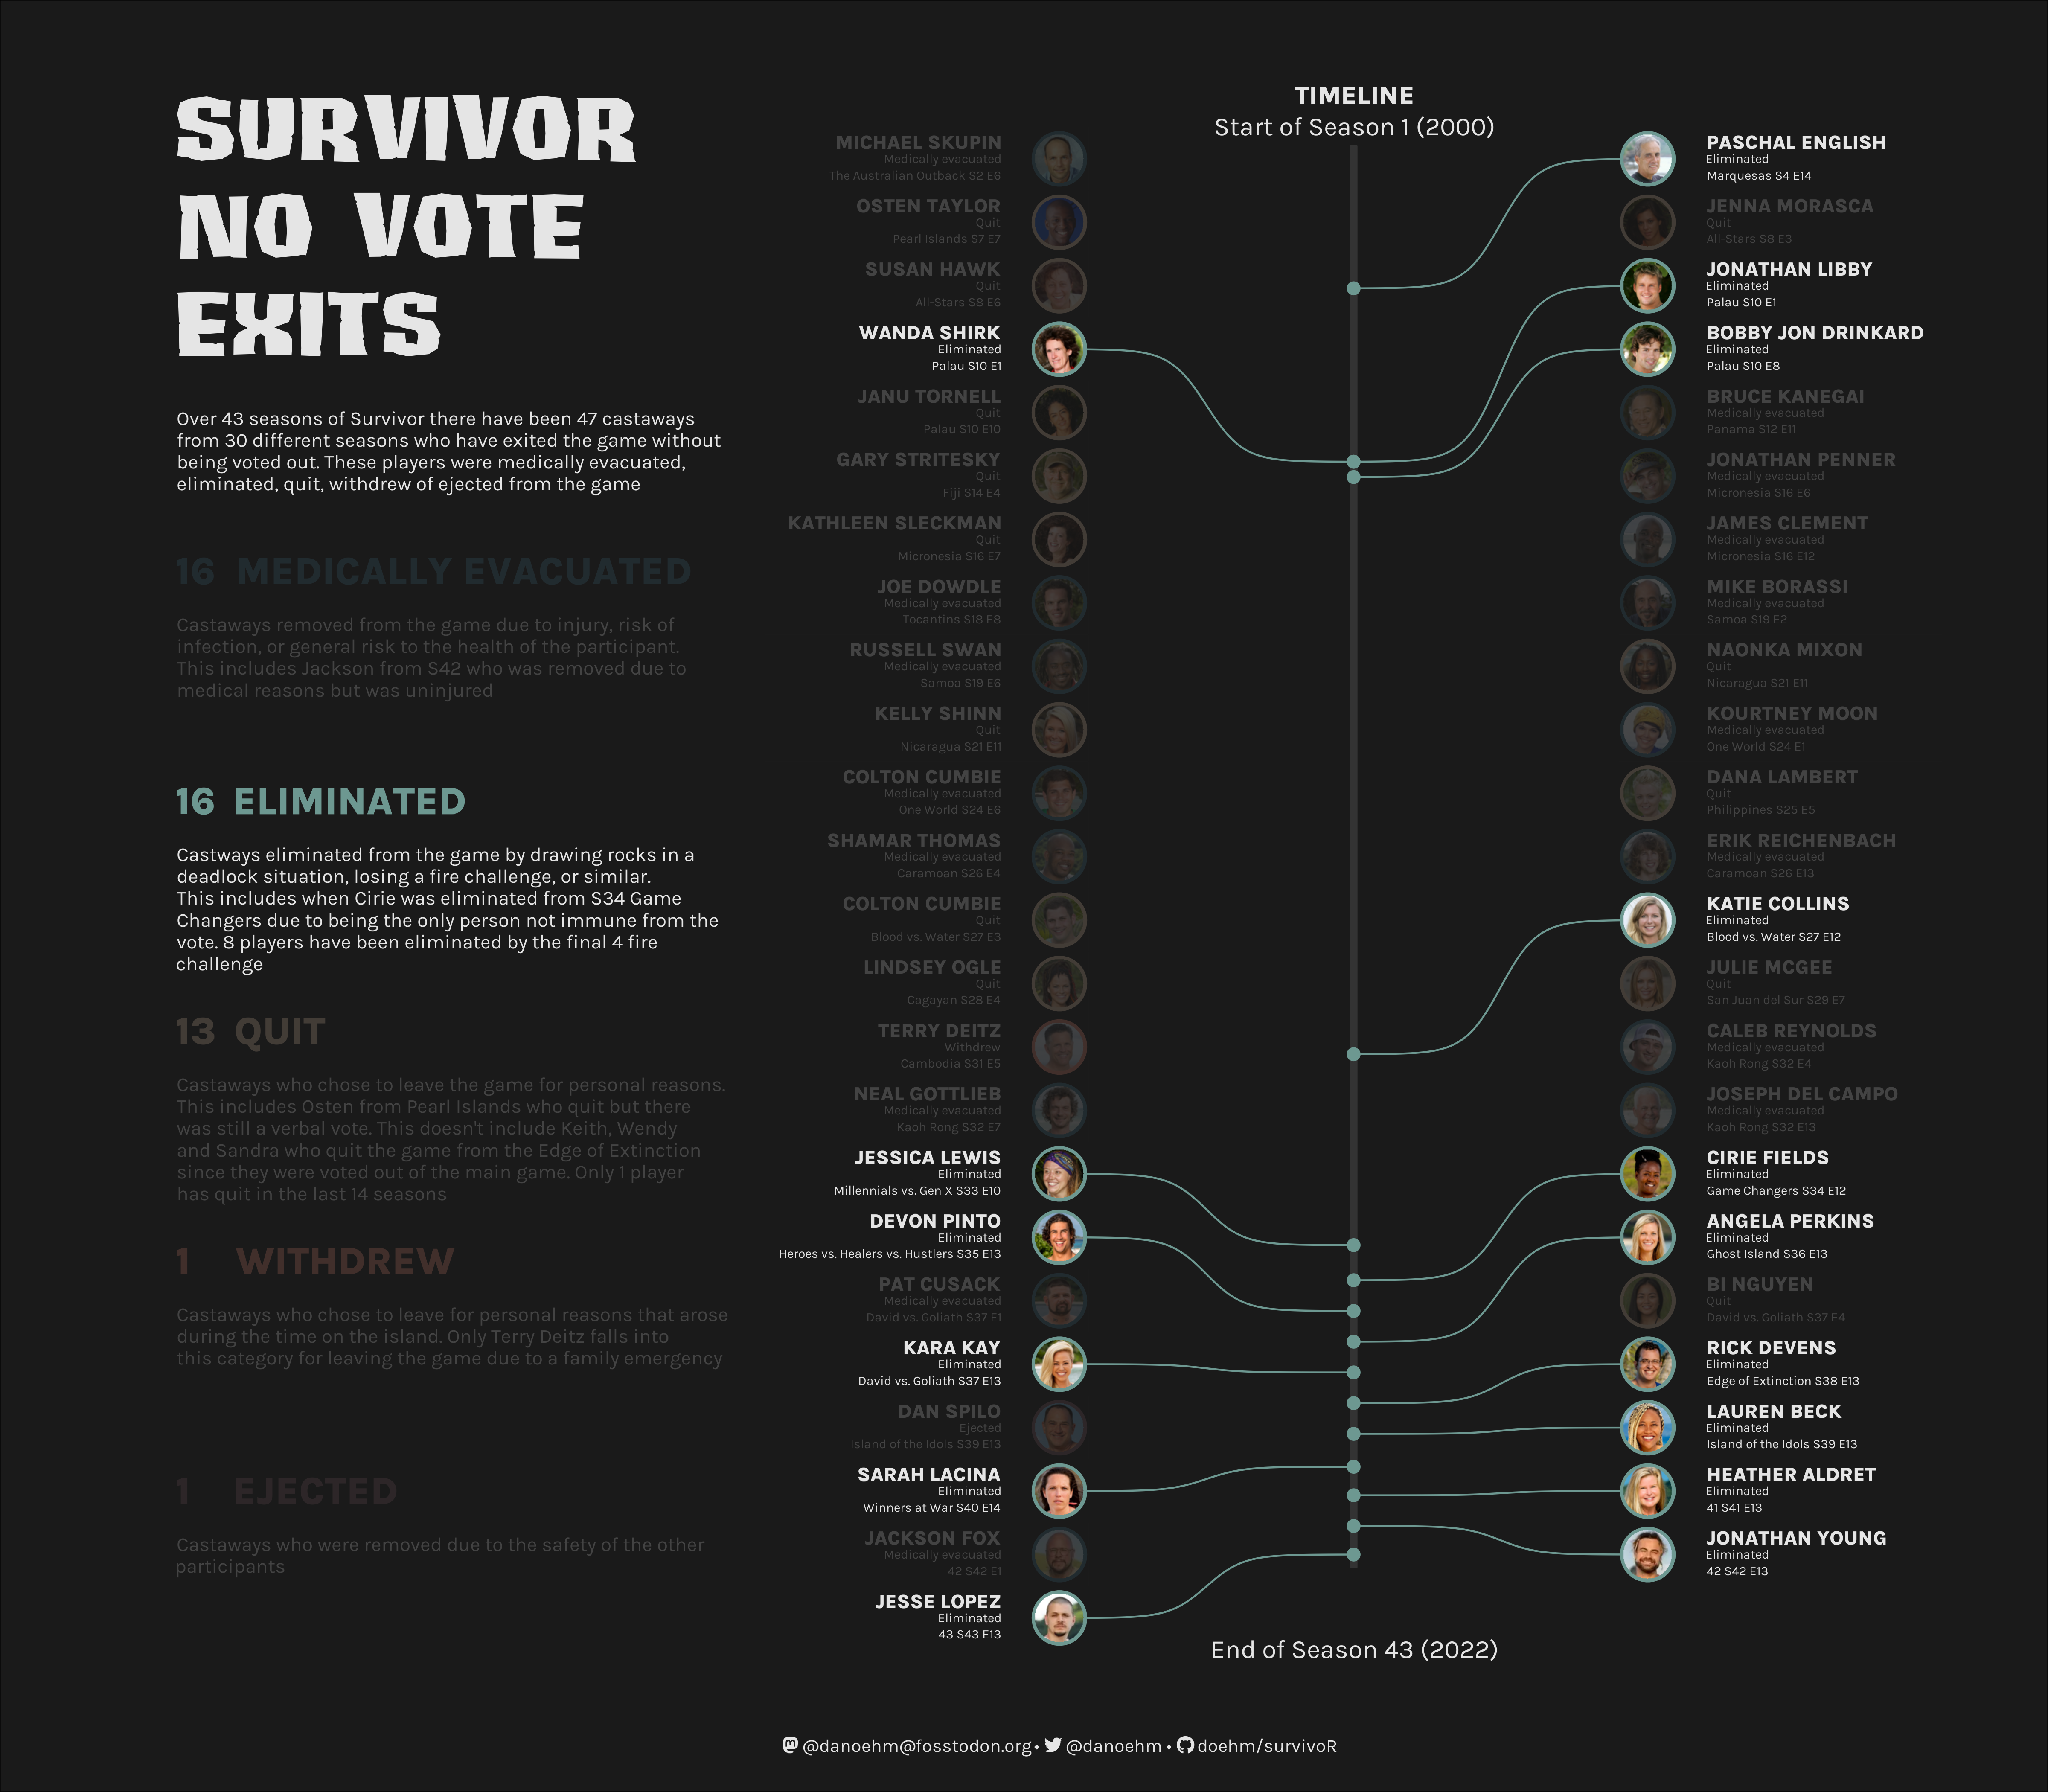 SURVIVOR
NO VOTE
EXITS
Over 43 seasons of Survivor there have been 47 castaways
from 30 different seasons who have exited the game without
being voted out. These players were medically evacuated,
eliminated, quit, withdrew of ejected from the game
16 MEDICALLY EVACUATED
Castaways removed from the game due to injury, risk of
infection, or general risk to the health of the participant.
This includes Jackson from S42 who was removed due to
medical reasons but was uninjured
16 ELIMINATED
Castways eliminated from the game by drawing rocks in a
deadlock situation, losing a fire challenge, or similar.
This includes when Cirie was eliminated from S34 Game
Changers due to being the only person not immune from the
vote. 8 players have been eliminated by the final 4 fire
challenge
13 QUIT
Castaways who chose to leave the game for personal reasons.
This includes Osten from Pearl Islands who quit but there
was still a verbal vote. This doesn't include Keith, Wendy
and Sandra who quit the game from the Edge of Extinction
since they were voted out of the main game. Only 1 player
has quit in the last 14 seasons
1 WITHDREW
Castaways who chose to leave for personal reasons that arose
during the time on the island. Only Terry Deitz falls into
this category for leaving the game due to a family emergency
1 EJECTED
Castaways who were removed due to the safety of the other
participants
TIMELINE
Start of Season 1 (2000)
MICHAEL SKUPIN
Medically evacuated
The Australian Outback S2 E6
OSTEN TAYLOR
Quit
Pearl Islands S7 E7
SUSAN HAWK
Quit
All-Stars S8 E6
WANDA SHIRK
Eliminated
Palau S10 E1
JANU TORNELL
Quit
Palau S10 E10
GARY STRITESKY
Quit
Fiji S14 E4
KATHLEEN SLECKMAN
Quit
Micronesia S16 E7
JOE DOWDLE
Medically evacuated
Tocantins S18 E8
RUSSELL SWAN
Medically evacuated
Samoa S19 E6
KELLY SHINN
Quit
Nicaragua S21 E11
COLTON CUMBIE
Medically evacuated
One World S24 E6
SHAMAR THOMAS
Medically evacuated
Caramoan S26 E4
COLTON CUMBIE
Quit
Blood vs. Water S27 E3
LINDSEY OGLE
Quit
Cagayan S28 E4
TERRY DEITZ
Withdrew
Cambodia S31 E5
NEAL GOTTLIEB
Medically evacuated
Kaoh Rong S32 E7
JESSICA LEWIS
Eliminated
Millennials vs. Gen X S33 E10
DEVON PINTO
Eliminated
Heroes vs. Healers vs. Hustlers S35 E13
PAT CUSACK
Medically evacuated
David vs. Goliath S37 E1
KARA KAY
Eliminated
David vs. Goliath S37 E13
DAN SPILO
Ejected
Island of the Idols S39 E13
SARAH LACINA
Eliminated
Winners at War S40 E14
JACKSON FOX
Medically evacuated
42 S42 E1
JESSE LOPEZ
Eliminated
43 S43 E13
PASCHAL ENGLISH
Eliminated
Marquesas S4 E14
JENNA MORASCA
Quit
All-Stars S8 E3
JONATHAN LIBBY
Eliminated
Palau S10 E1
BOBBY JON DRINKARD
Eliminated
Palau S10 E8
BRUCE KANEGAI
Medically evacuated
Panama S12 E11
JONATHAN PENNER
Medically evacuated
Micronesia S16 E6
JAMES CLEMENT
Medically evacuated
Micronesia S16 E12
MIKE BORASSI
Medically evacuated
Samoa S19 E2
NAONKA MIXON
Quit
Nicaragua S21 E11
KOURTNEY MOON
Medically evacuated
One World S24 E1
DANA LAMBERT
Quit
Philippines S25 E5
ERIK REICHENBACH
Medically evacuated
Caramoan S26 E13
KATIE COLLINS
Eliminated
Blood vs. Water S27 E12
JULIE MCGEE
Quit
San Juan del Sur S29 E7
CALEB REYNOLDS
Medically evacuated
Kaoh Rong S32 E4
JOSEPH DEL CAMPO
Medically evacuated
Kaoh Rong S32 E13
CIRIE FIELDS
Eliminated
Game Changers S34 E12
ANGELA PERKINS
Eliminated
Ghost Island S36 E13
BI NGUYEN
Quit
David vs. Goliath S37 E4
RICK DEVENS
Eliminated
Edge of Extinction S38 E13
LAUREN BECK
Eliminated
Island of the Idols S39 E13
HEATHER ALDRET
Eliminated
41 S41 E13
JONATHAN YOUNG
Eliminated
42 S42 E13
End of Season 43 (2022)
@danoehm@fosstodon.org • @danoehm • doehm/survivoR